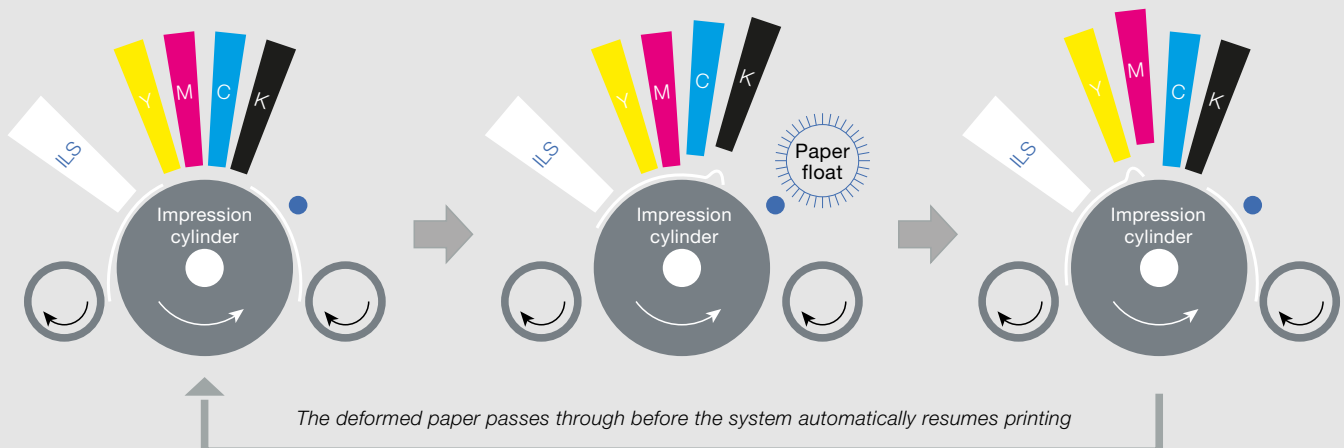 Y M C K
ILS
Impression
cylinder
Y M C K
ILS
Paper
float
Impression
cylinder
Y M C K
ILS
Impression
cylinder
The deformed paper passes through before the system automatically resumes printing